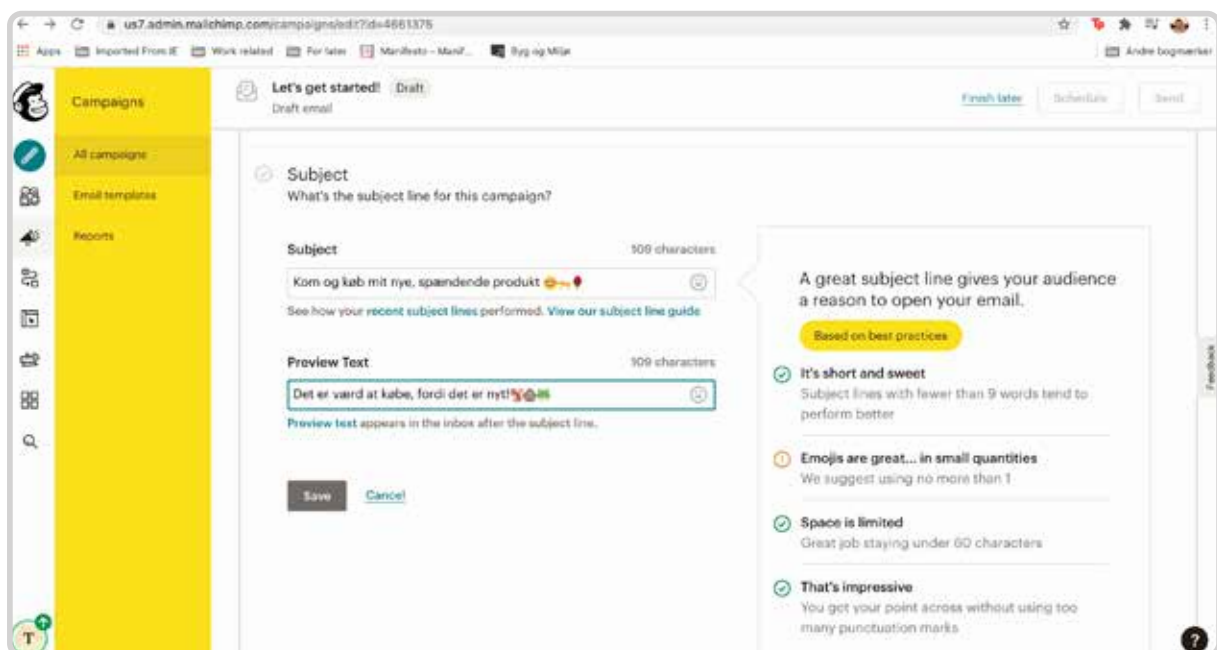 us7.admin.mailchimp.com/campaigns/edit?id=4661376
Apps Imported From IE Work related For later Manifesto – Manif... Byg og Miljø Andre bogmærker
Let's get started! Draft
Draft email
Finish later Schedule Send
Campaigns
All campaigns
Email templates
Reports
Subject
What's the subject line for this campaign?
Subject 109 characters
Kom og køb mit nye, spændende produkt
See how your recent subject lines performed. View our subject line guide
Preview Text 109 characters
Det er værd at købe, fordi det er nyt!
Preview text appears in the inbox after the subject line.
Save Cancel
A great subject line gives your audience
a reason to open your email.
Based on best practices
It's short and sweet
Subject lines with fewer than 9 words tend to
perform better
Emojis are great... in small quantities
We suggest using no more than 1
Space is limited
Great job staying under 60 characters
That's impressive
You got your point across without using too
many punctuation marks
Feedback
T
?